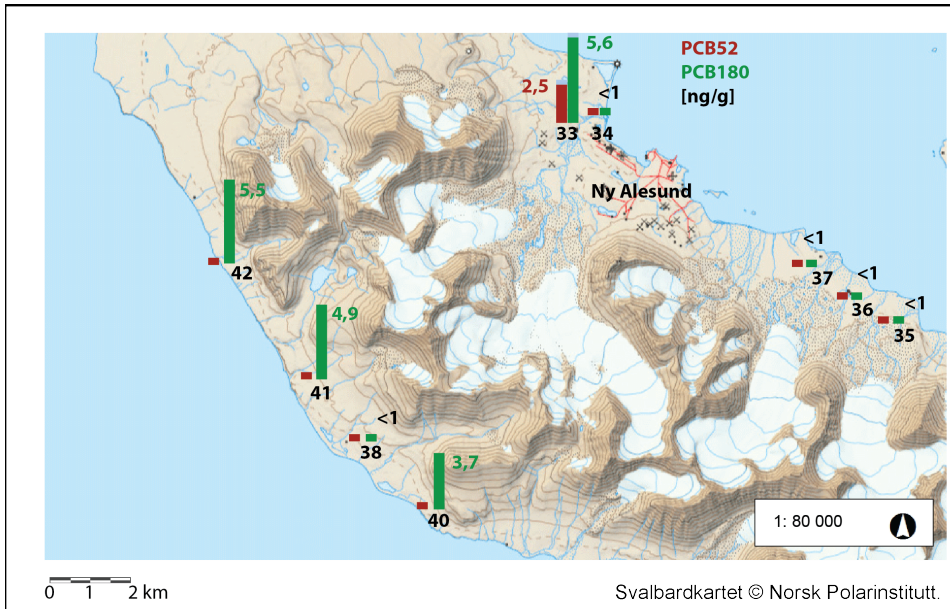 5,6
PCB52
PCB180
[ng/g]
2,5
<1
33
34
Ny Alesund
5,5
42
<1
37
<1
36
<1
35
4,9
41
<1
38
3,7
40
1: 80 000
0 1 2 km
Svalbardkartet © Norsk Polarinstitutt.